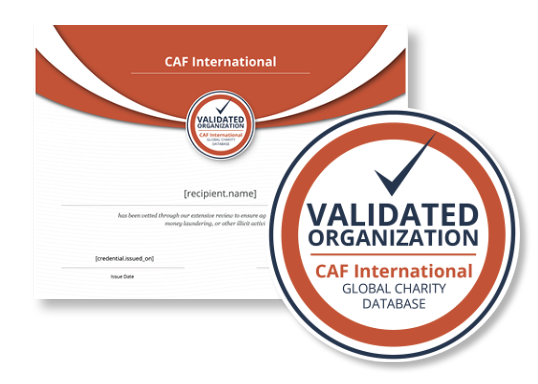 CAF International
VALIDATED
ORGANIZATION
CAF International
GLOBAL CHARITY
DATABASE
[recipient.name]
has been vetted through our extensive review to ensure ag
money laundering, or other illicit activi
[credential.issued_on]
Issue Date
VALIDATED
ORGANIZATION
CAF International
GLOBAL CHARITY
DATABASE